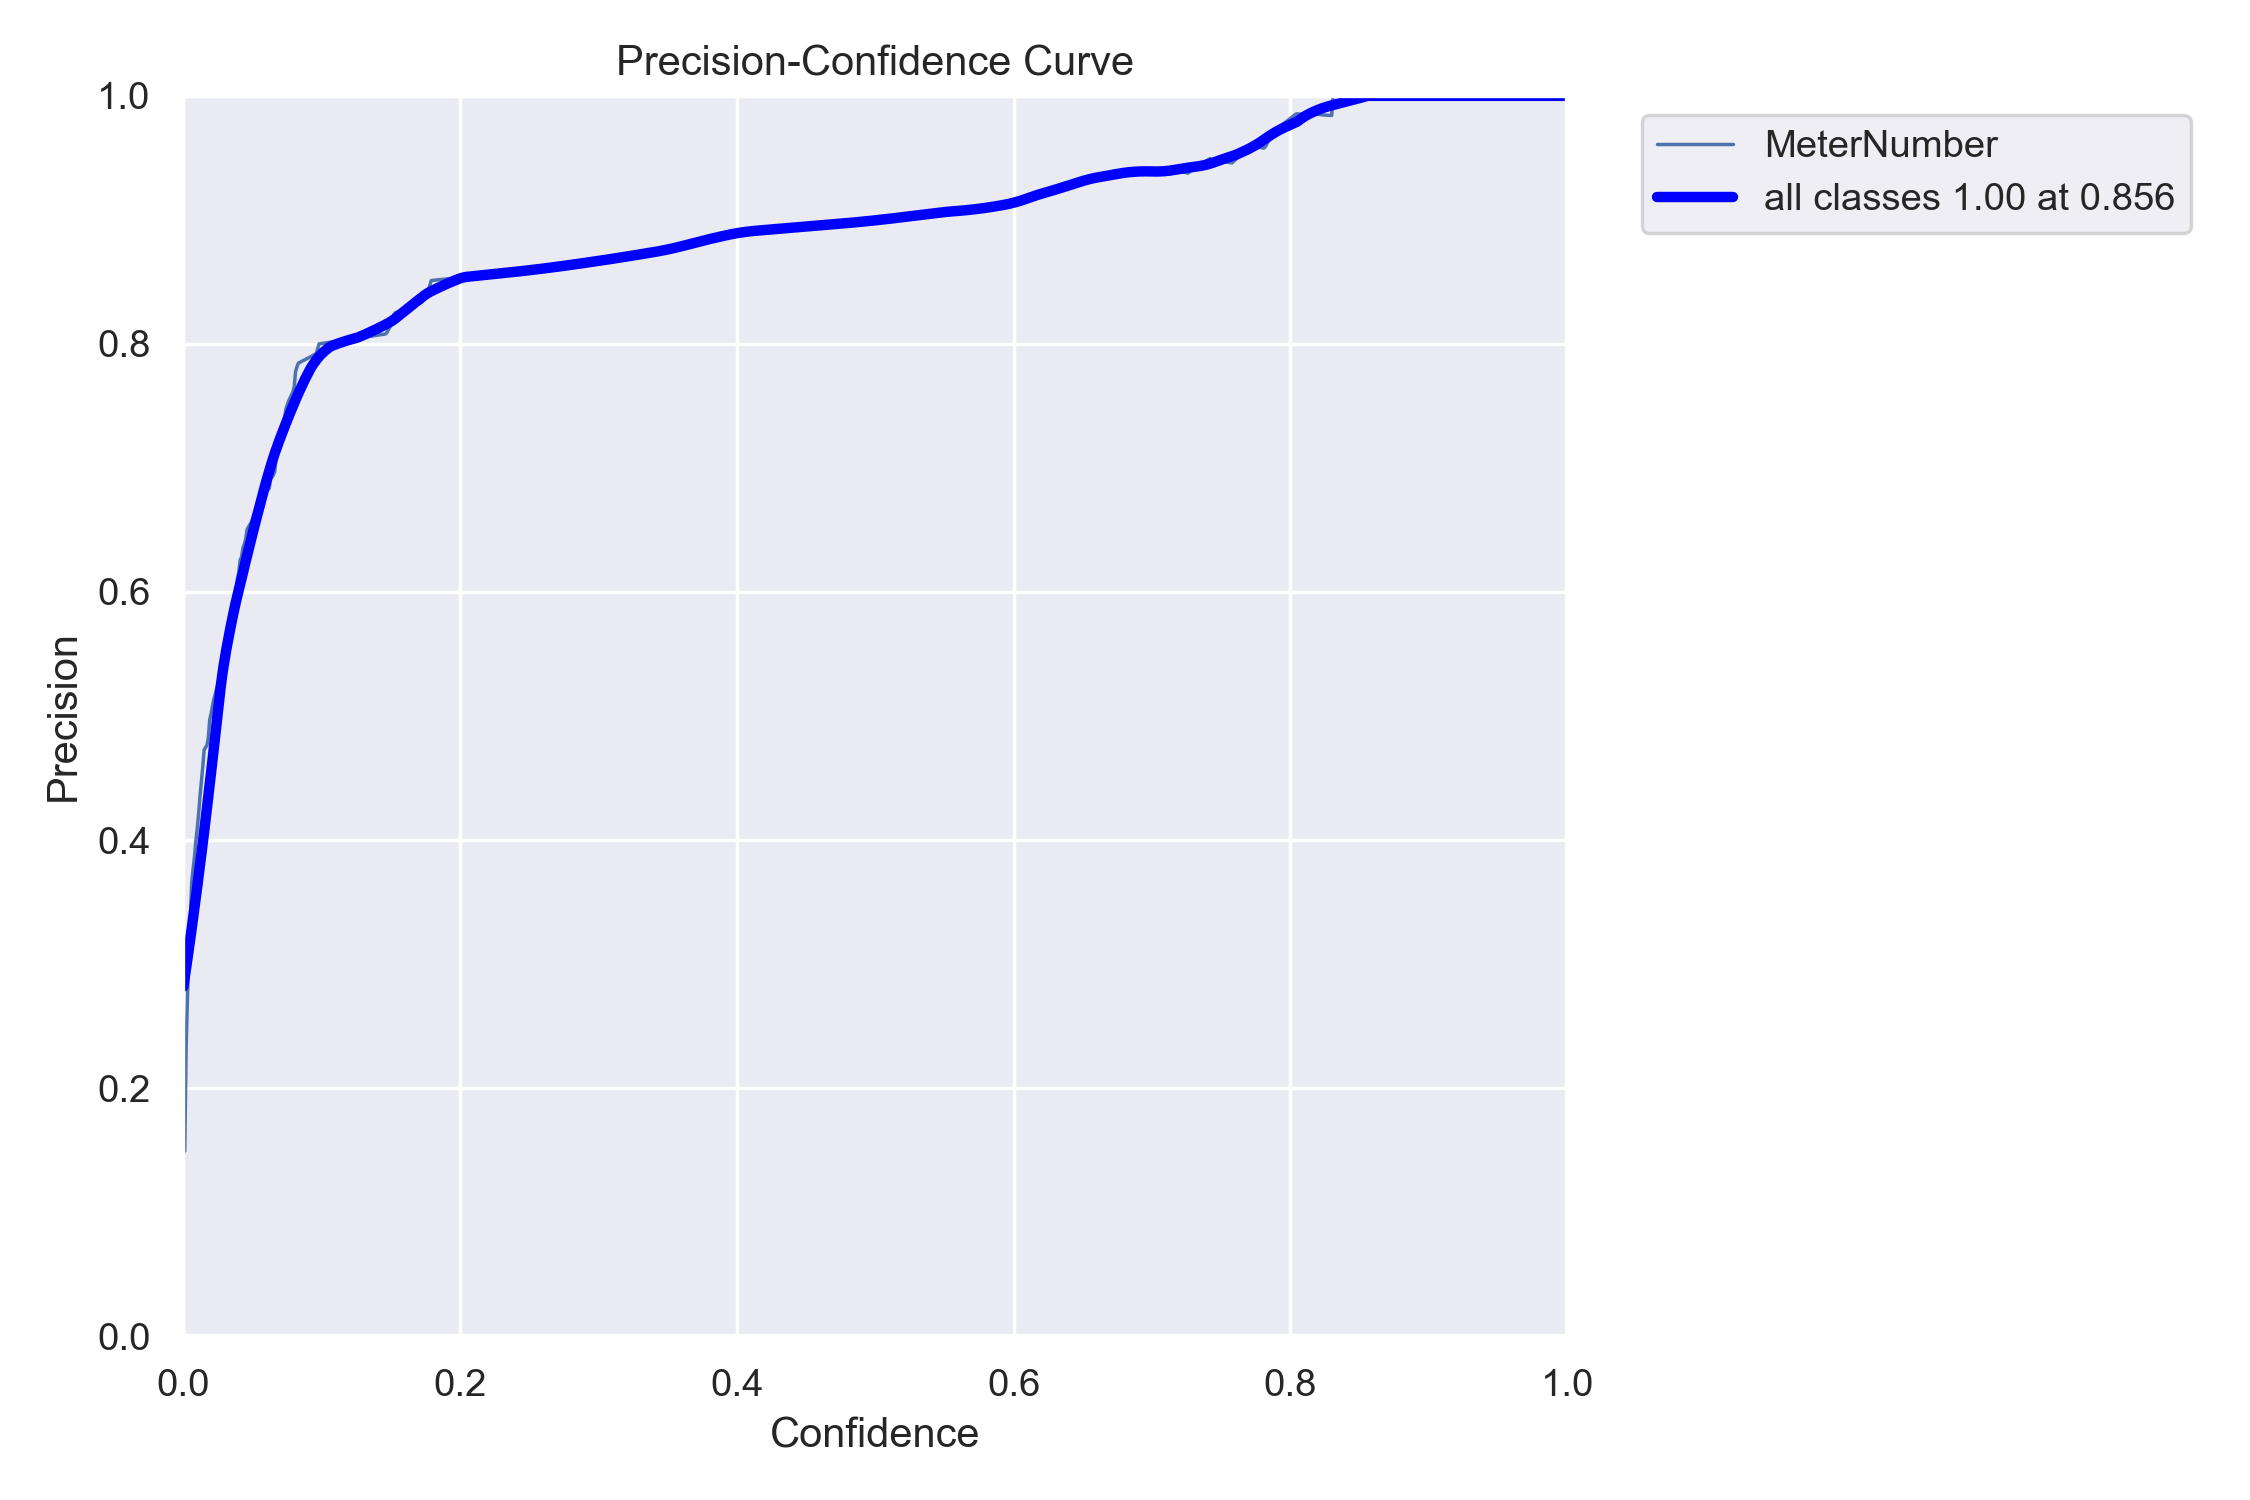 Precision-Confidence Curve
1.0
0.8
0.6
0.4
0.2
0.0
Precision
0.0 0.2 0.4 0.6 0.8 1.0
Confidence
MeterNumber
all classes 1.00 at 0.856